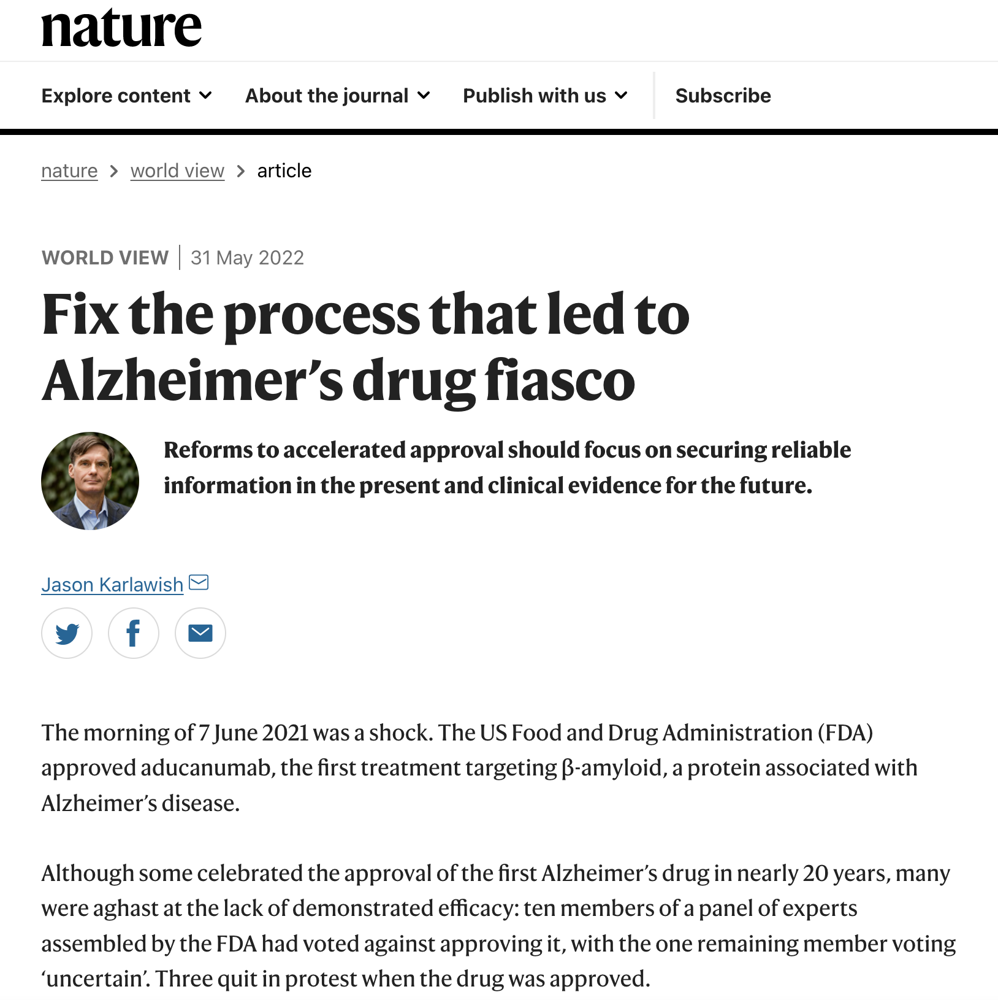 nature
Explore content About the journal Publish with us Subscribe
nature > world view > article
WORLD VIEW | 31 May 2022
Fix the process that led to
Alzheimer’s drug fiasco
Reforms to accelerated approval should focus on securing reliable
information in the present and clinical evidence for the future.
Jason Karlawish
The morning of 7 June 2021 was a shock. The US Food and Drug Administration (FDA)
approved aducanumab, the first treatment targeting β-amyloid, a protein associated with
Alzheimer’s disease.
Although some celebrated the approval of the first Alzheimer’s drug in nearly 20 years, many
were aghast at the lack of demonstrated efficacy: ten members of a panel of experts
assembled by the FDA had voted against approving it, with the one remaining member voting
‘uncertain’. Three quit in protest when the drug was approved.